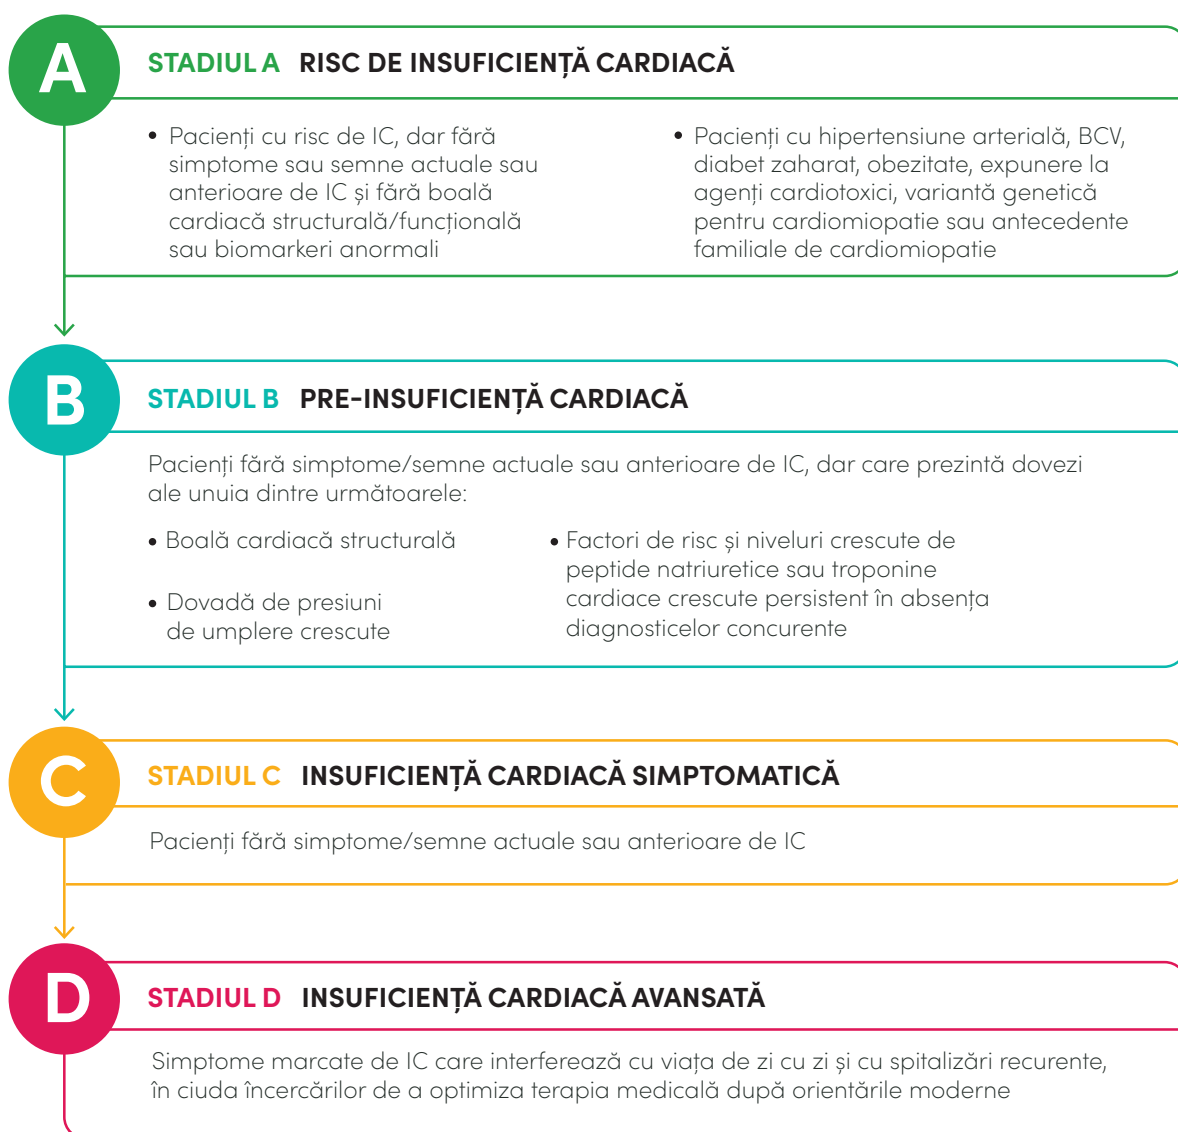 A
STADIUL A RISC DE INSUFICIENȚĂ CARDIACĂ
• Pacienți cu risc de IC, dar fără
simptome sau semne actuale sau
anterioare de IC și fără boală
cardiacă structurală/funcțională
sau biomarkeri anormali
• Pacienți cu hipertensiune arterială, BCV,
diabet zaharat, obezitate, expunere la
agenți cardiotoxici, variantă genetică
pentru cardiomiopatie sau antecedente
familiale de cardiomiopatie
B
STADIUL B PRE-INSUFICIENȚĂ CARDIACĂ
Pacienți fără simptome/semne actuale sau anterioare de IC, dar care prezintă dovezi
ale unuia dintre următoarele:
• Boală cardiacă structurală
• Dovadă de presiuni
de umplere crescute
• Factori de risc și niveluri crescute de
peptide natriuretice sau troponine
cardiace crescute persistent în absența
diagnosticelor concurente
C
STADIUL C INSUFICIENȚĂ CARDIACĂ SIMPTOMATICĂ
Pacienți fără simptome/semne actuale sau anterioare de IC
D
STADIUL D INSUFICIENȚĂ CARDIACĂ AVANSATĂ
Simptome marcate de IC care interferează cu viața de zi cu zi și cu spitalizări recurente,
în ciuda încercărilor de a optimiza terapia medicală după orientările moderne